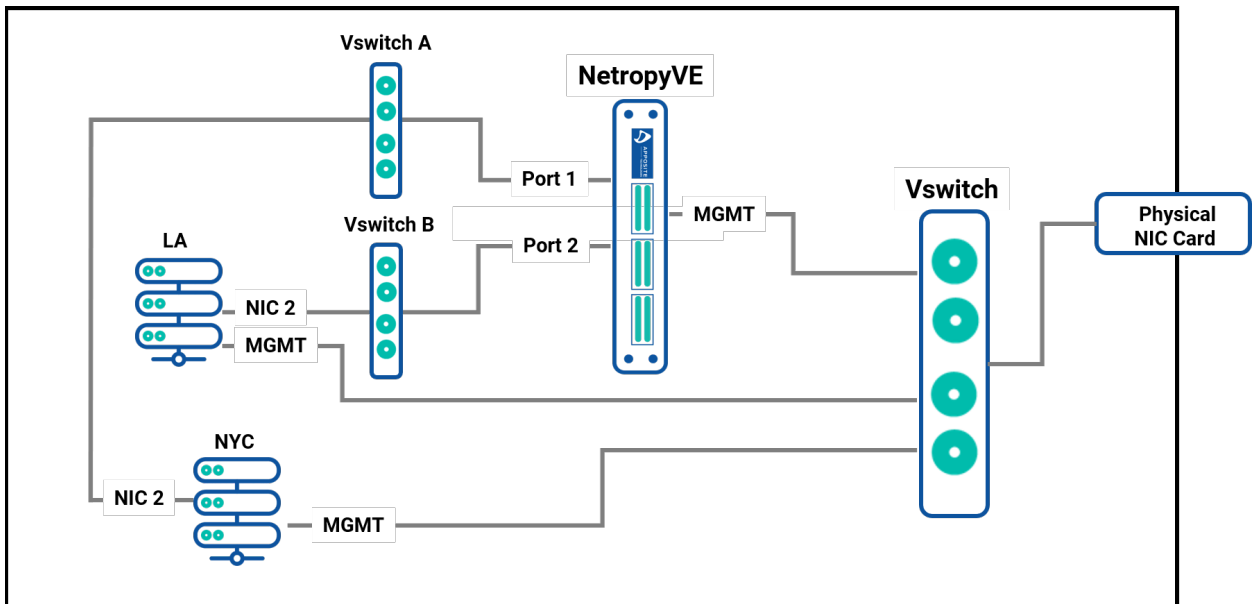 Vswitch A
NetropyVE
APPOSITE
Port 1
Vswitch
MGMT
Physical
NIC Card
Vswitch B
LA
Port 2
NIC 2
MGMT
NYC
NIC 2
MGMT